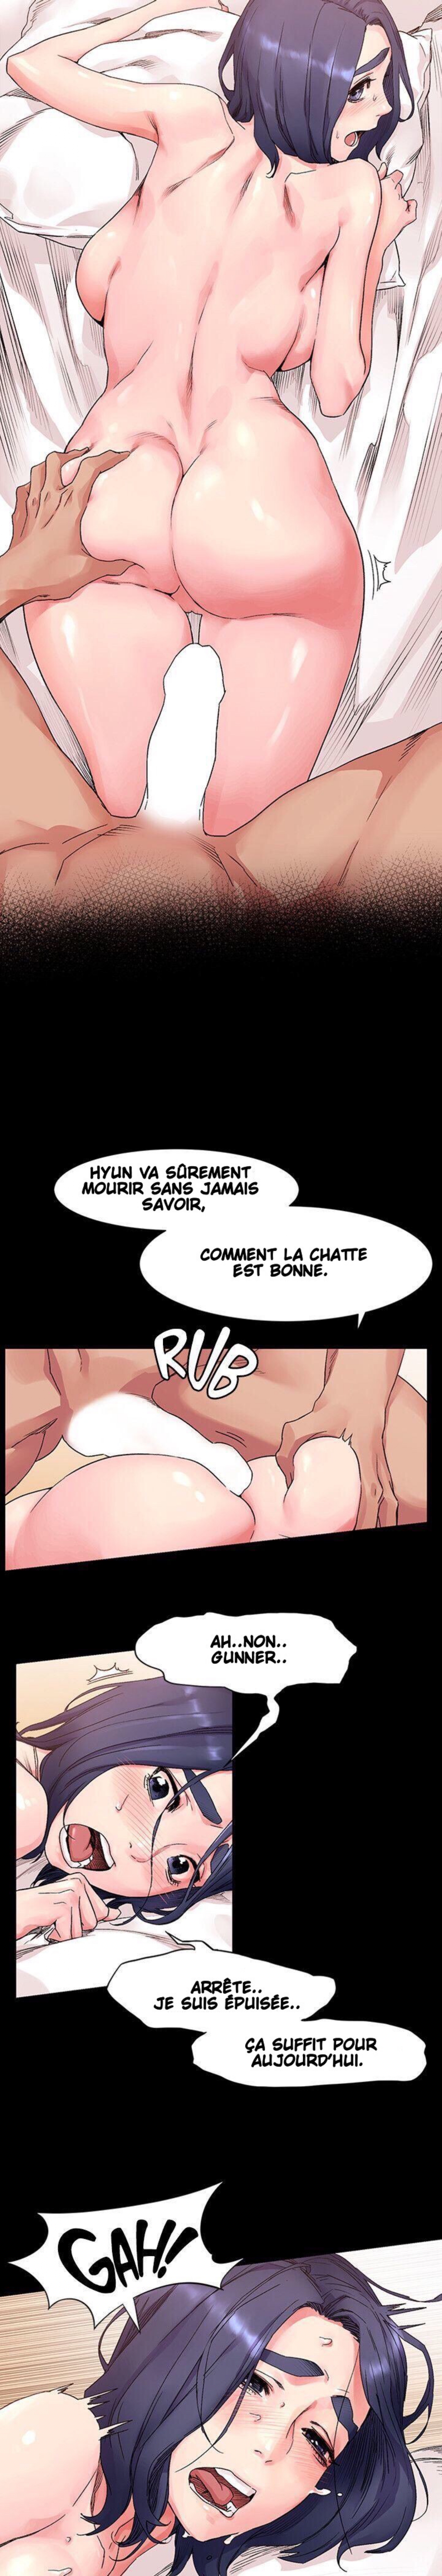 HYUN VA SÛREMENT
MOURIR SANS JAMAIS
SAVOIR,
COMMENT LA CHATTE
EST BONNE.
RUB
AH..NON..
GUNNER..
ARRÊTE..
JE SUIS ÉPUISÉE..
ÇA SUFFIT POUR
AUJOURD'HUI.
GAH!